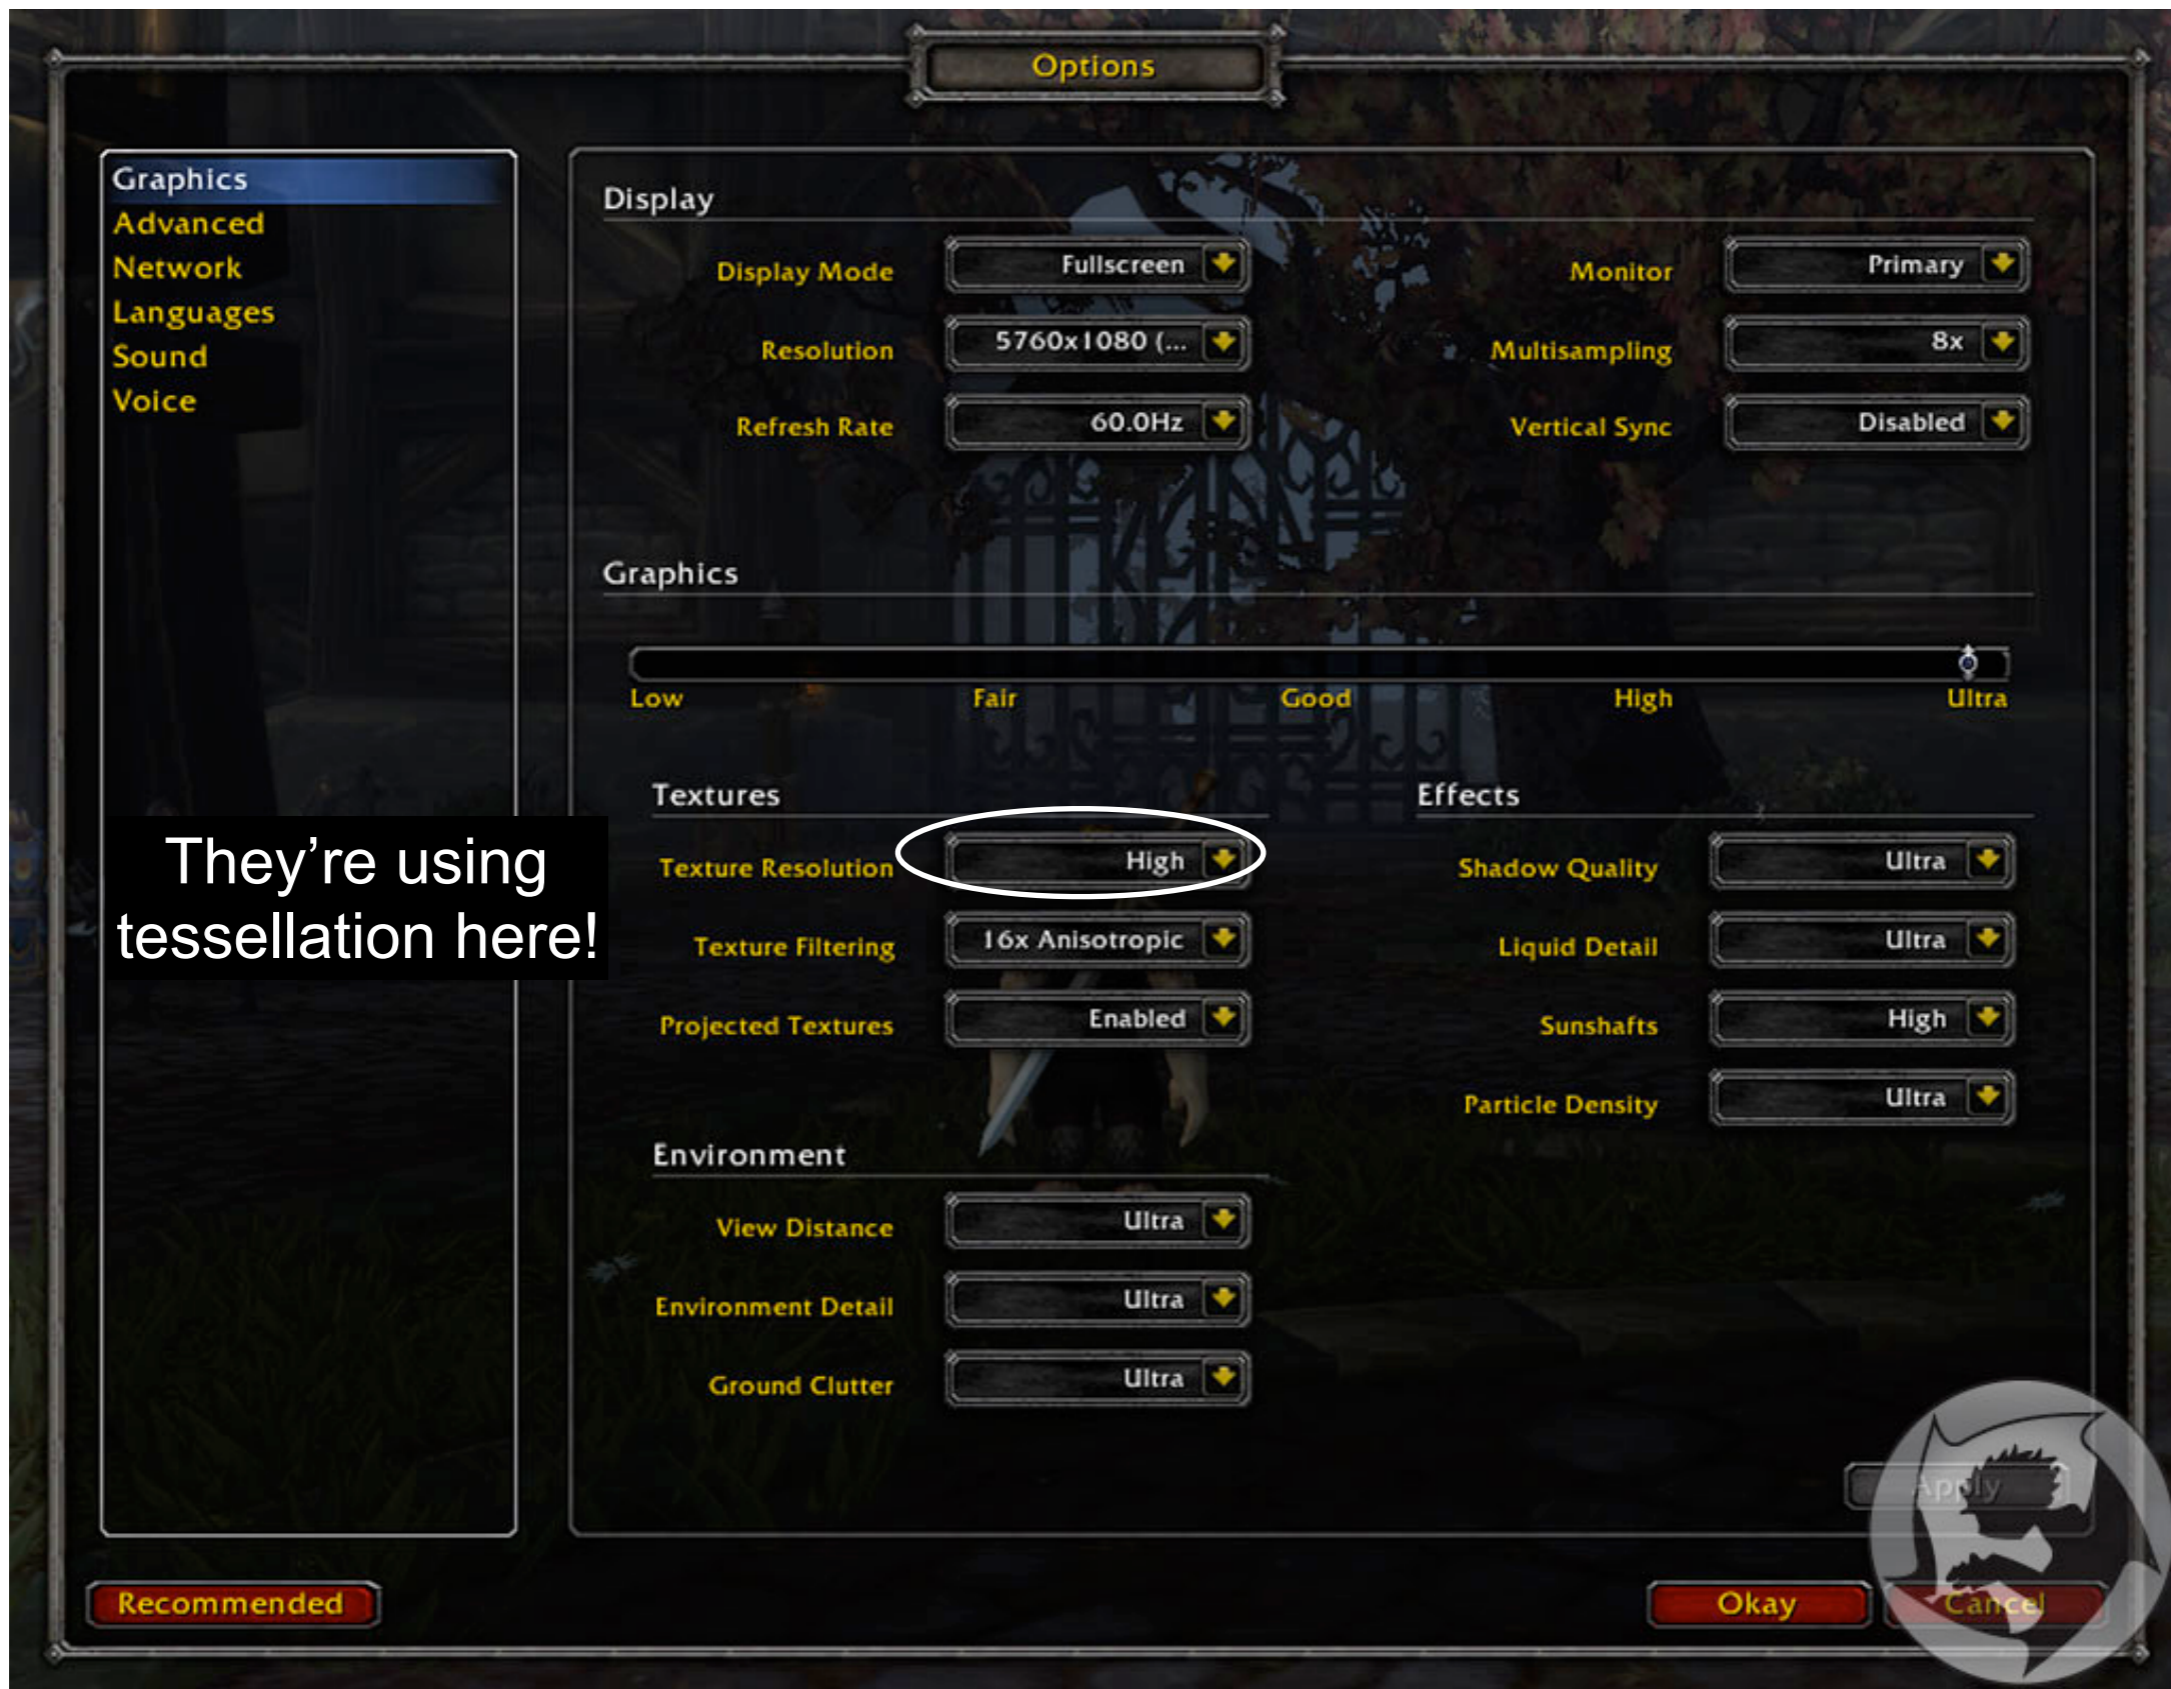 Options
Graphics
Advanced
Network
Languages
Sound
Voice
Display
Display Mode Fullscreen Monitor Primary
Resolution 5760x1080 (... Multisampling 8x
Refresh Rate 60.0Hz Vertical Sync Disabled
Graphics
Low Fair Good High Ultra
Textures Effects
They’re using
tessellation here!
Texture Resolution High Shadow Quality Ultra
Texture Filtering 16x Anisotropic Liquid Detail Ultra
Projected Textures Enabled Sunshafts High
Particle Density Ultra
Environment
View Distance Ultra
Environment Detail Ultra
Ground Clutter Ultra
Apply
Recommended Okay Cancel